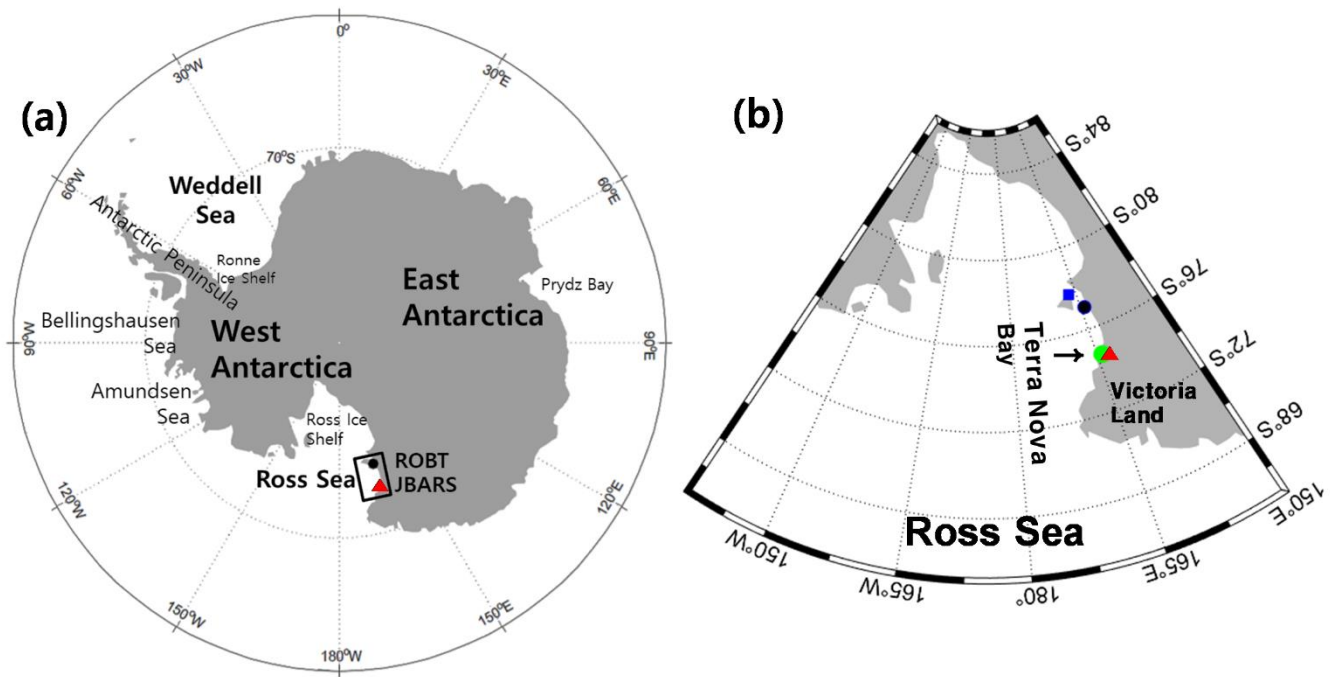 (a)
0°
30°W
30°E
60°W
60°E
70°S
Weddell
Sea
Antarctic Peninsula
Ronne
Ice Shelf
East
Antarctica
Prydz Bay
Bellingshausen
Sea
West
Antarctica
90°W
90°E
Amundsen
Sea
Ross Ice
Shelf
Ross Sea
ROBT
JBARS
120°W
120°E
150°W
150°E
180°W
(b)
84°S
80°S
76°S
72°S
68°S
Terra Nova
Bay
Victoria
Land
Ross Sea
150°W
165°W
180°
165°E
150°E